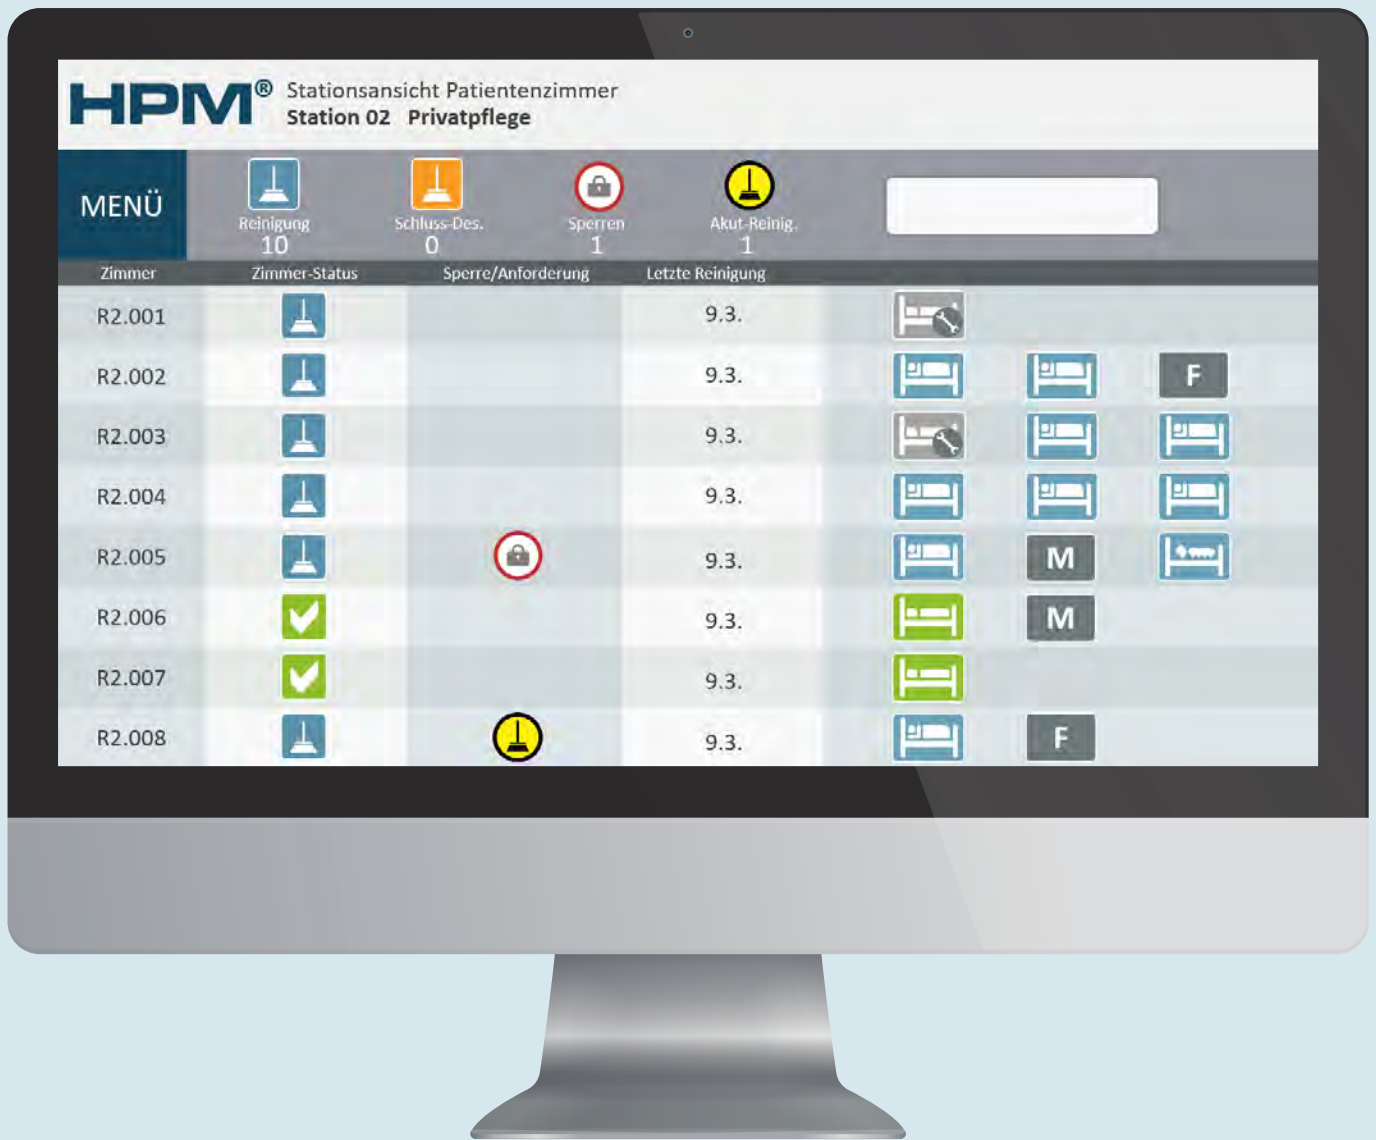 HPM® Stationsansicht Patientenzimmer
Station 02 Privatpflege
MENÜ
Reinigung Schluss-Des. Sperren Akut-Reinig.
10 0 1 1
Zimmer Zimmer-Status Sperre/Anforderung Letzte Reinigung
R2.001 9.3.
R2.002 9.3. F
R2.003 9.3.
R2.004 9.3.
R2.005 9.3. M
R2.006 9.3. M
R2.007 9.3.
R2.008 9.3. F